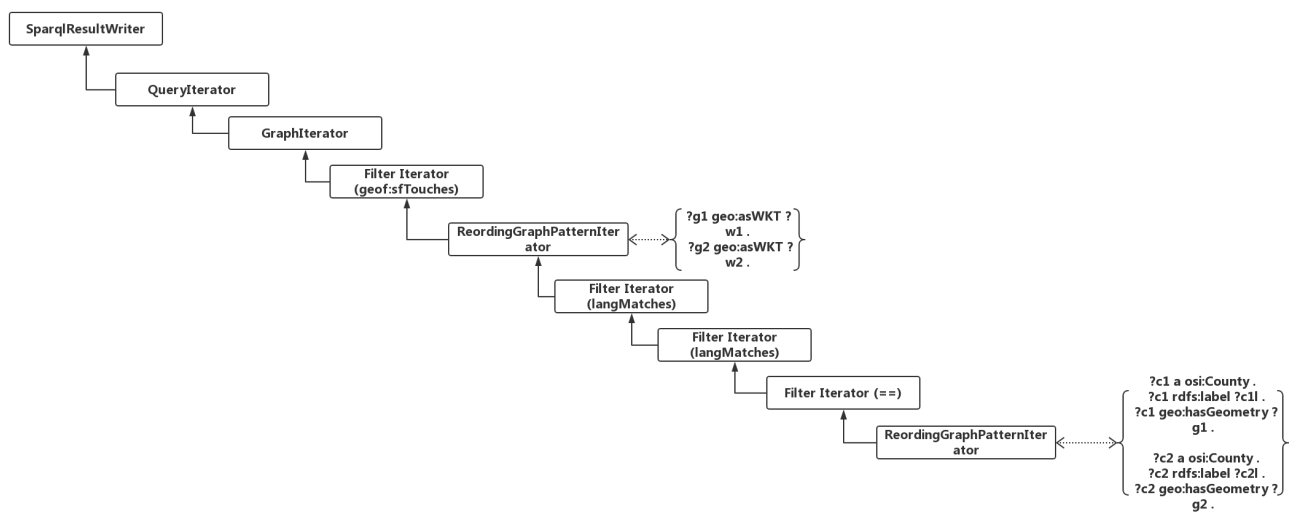 SparqlResultWriter
QueryIterator
GraphIterator
Filter Iterator
(geof:sfTouches)
ReordingGraphPatternIter
ator
?g1 geo:asWKT ?
w1 .
?g2 geo:asWKT ?
w2 .
Filter Iterator
(langMatches)
Filter Iterator
(langMatches)
Filter Iterator (==)
ReordingGraphPatternIter
ator
?c1 a osi:County .
?c1 rdfs:label ?c1l .
?c1 geo:hasGeometry ?
g1 .
?c2 a osi:County .
?c2 rdfs:label ?c2l .
?c2 geo:hasGeometry ?
g2 .